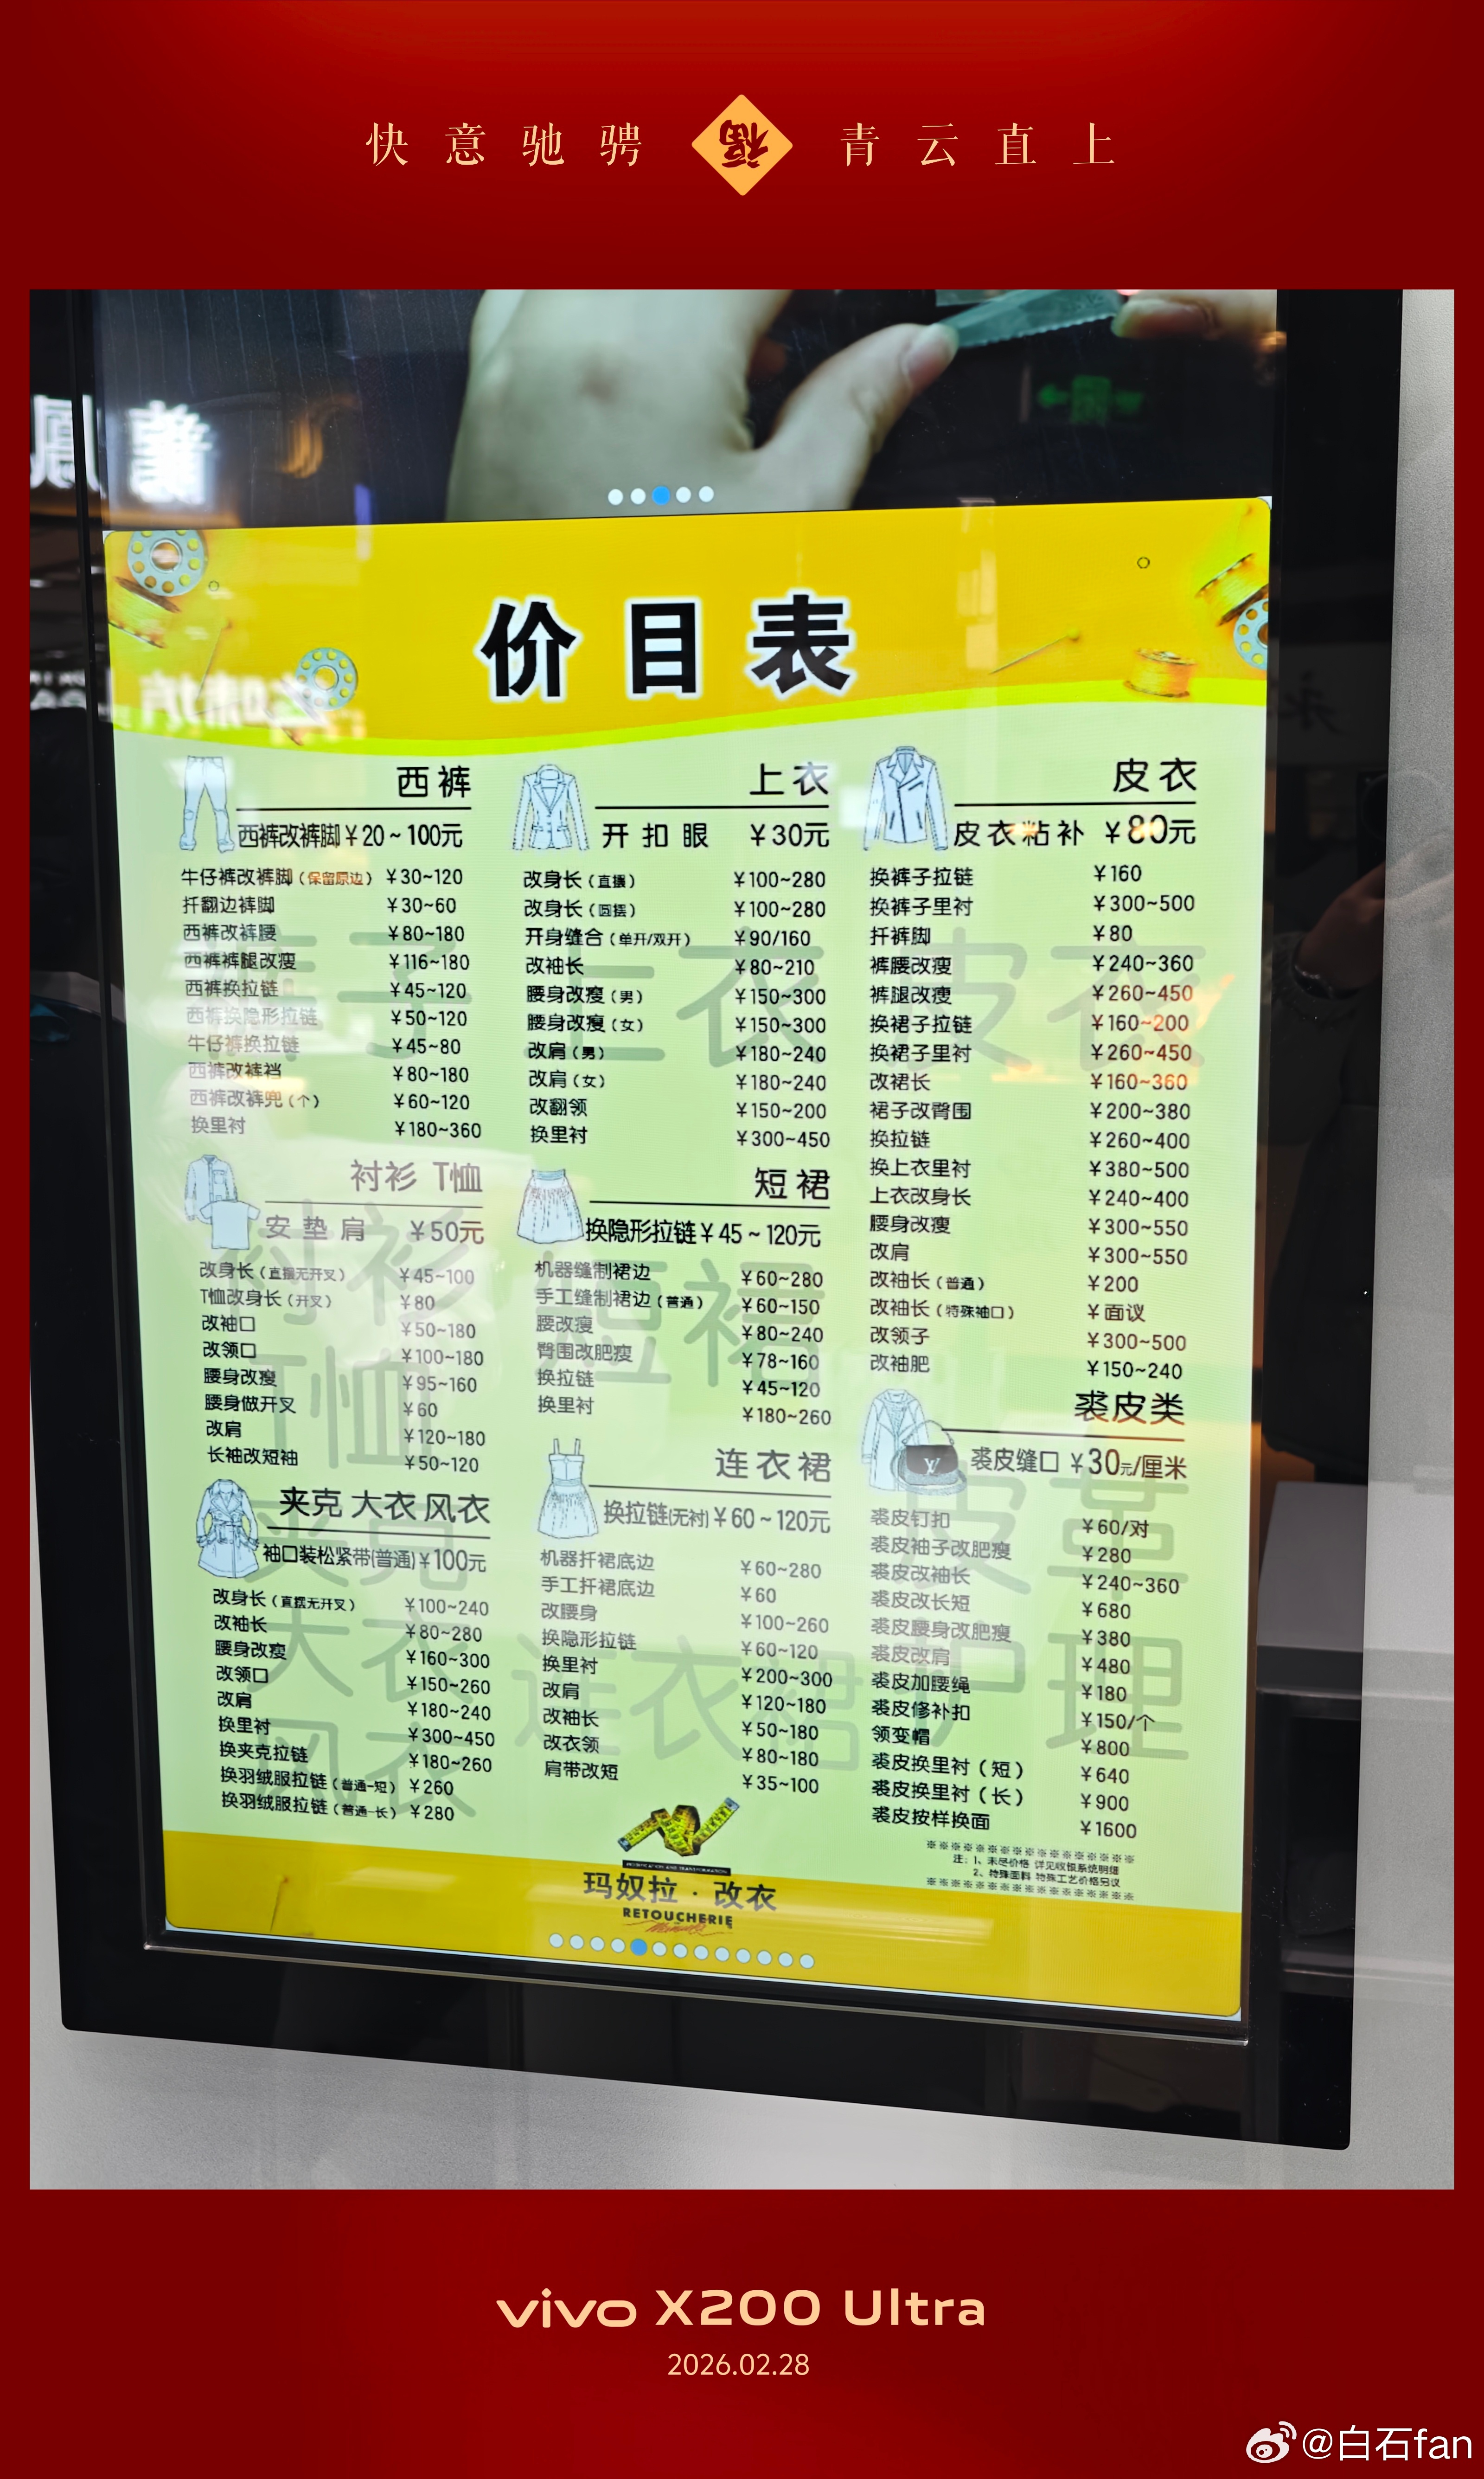 快意驰骋 福 青云直上
价目表
西裤
西裤改裤脚¥20~100元
牛仔裤改裤脚(保留原边) ¥30~120
扦翻边裤脚 ¥30~60
西裤改裤腰 ¥80~180
西裤裤腿改瘦 ¥116~180
西裤换拉链 ¥45~120
西裤换隐形拉链 ¥50~120
牛仔裤换拉链 ¥45~80
西裤改裤裆 ¥80~180
西裤改裤兜(个) ¥60~120
换里衬 ¥180~360
衬衫 T恤
安垫肩 ¥50元
改身长(直摆无开叉) ¥45~100
T恤改身长(开叉) ¥80
改袖口 ¥50~180
改领口 ¥100~180
腰身改瘦 ¥95~160
腰身做开叉 ¥60
改肩 ¥120~180
长袖改短袖 ¥50~120
夹克 大衣 风衣
袖口装松紧带(普通)¥100元
改身长(直摆无开叉) ¥100~240
改袖长 ¥80~280
腰身改瘦 ¥160~300
改领口 ¥150~260
改肩 ¥180~240
换里衬 ¥300~450
换夹克拉链 ¥180~260
换羽绒服拉链(普通-短) ¥260
换羽绒服拉链(普通-长) ¥280
上衣
开扣眼 ¥30元
改身长(直摆) ¥100~280
改身长(圆摆) ¥100~280
开身缝合(单开/双开) ¥90/160
改袖长 ¥80~210
腰身改瘦(男) ¥150~300
腰身改瘦(女) ¥150~300
改肩(男) ¥180~240
改肩(女) ¥180~240
改翻领 ¥150~200
换里衬 ¥300~450
短裙
换隐形拉链¥45~120元
机器缝制裙边 ¥60~280
手工缝制裙边(普通) ¥60~150
腰改瘦 ¥80~240
臀围改肥瘦 ¥78~160
换拉链 ¥45~120
换里衬 ¥180~260
连衣裙
换拉链(无衬)¥60~120元
机器扦裙底边 ¥60~280
手工扦裙底边 ¥60
改腰身 ¥100~260
换隐形拉链 ¥60~120
换里衬 ¥200~300
改肩 ¥120~180
改袖长 ¥50~180
改衣领 ¥80~180
肩带改短 ¥35~100
皮衣
皮衣粘补 ¥80元
换裤子拉链 ¥160
换裤子里衬 ¥300~500
扦裤脚 ¥80
裤腰改瘦 ¥240~360
裤腿改瘦 ¥260~450
换裙子拉链 ¥160~200
换裙子里衬 ¥260~450
改裙长 ¥160~360
裙子改臀围 ¥200~380
换拉链 ¥260~400
换上衣里衬 ¥380~500
上衣改身长 ¥240~400
腰身改瘦 ¥300~550
改肩 ¥300~550
改袖长(普通) ¥200
改袖长(特殊袖口) ¥面议
改领子 ¥300~500
改袖肥 ¥150~240
裘皮类
裘皮缝口 ¥30元/厘米
裘皮钉扣 ¥60/对
裘皮袖子改肥瘦 ¥280
裘皮改袖长 ¥240~360
裘皮改长短 ¥680
裘皮腰身改肥瘦 ¥380
裘皮改肩 ¥480
裘皮加腰绳 ¥180
裘皮修补扣 ¥150/个
领变帽 ¥800
裘皮换里衬(短) ¥640
裘皮换里衬(长) ¥900
裘皮按样换面 ¥1600
※※※※※※※※※※※※※※※※※
注:1、未尽价格 详见收银系统明细
2、特殊面料 特殊工艺价格另议
※※※※※※※※※※※※※※※※※
玛奴拉·改衣
RETOUCHERIE
vivo X200 Ultra
2026.02.28
@白石fan